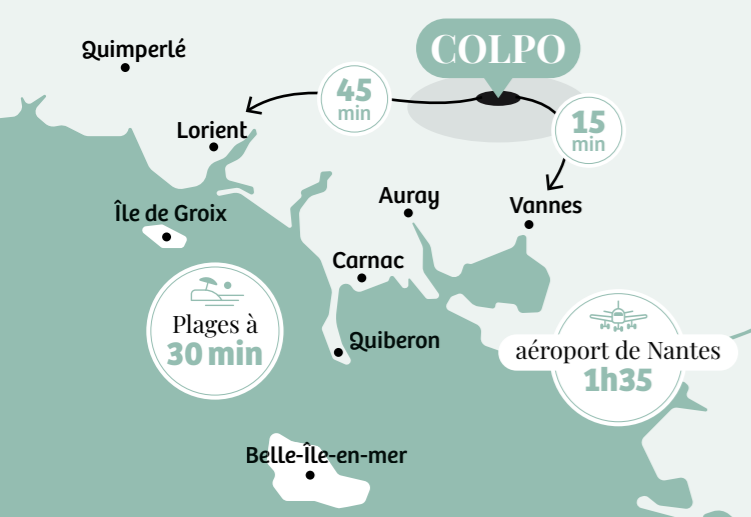 COLPO
Quimperlé
45
min
15
min
Lorient
Auray
Vannes
Île de Groix
Carnac
Plages à
30 min
Quiberon
aéroport de Nantes
1h35
Belle-Île-en-mer